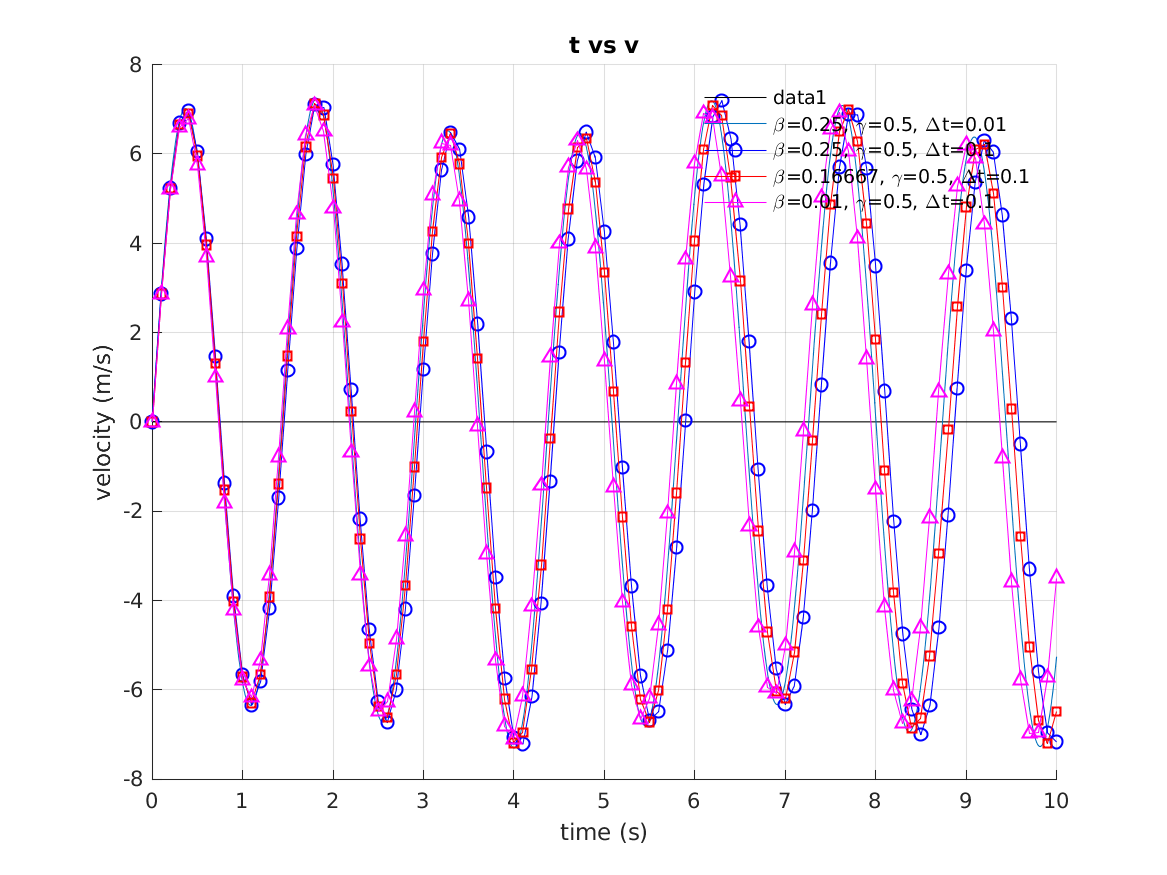 t vs v
8
6
4
2
0
-2
-4
-6
-8
velocity (m/s)
data1
β=0.25, γ=0.5, Δt=0.01
β=0.25, γ=0.5, Δt=0.1
β=0.16667, γ=0.5, Δt=0.1
β=0.01, γ=0.5, Δt=0.1
0 1 2 3 4 5 6 7 8 9 10
time (s)